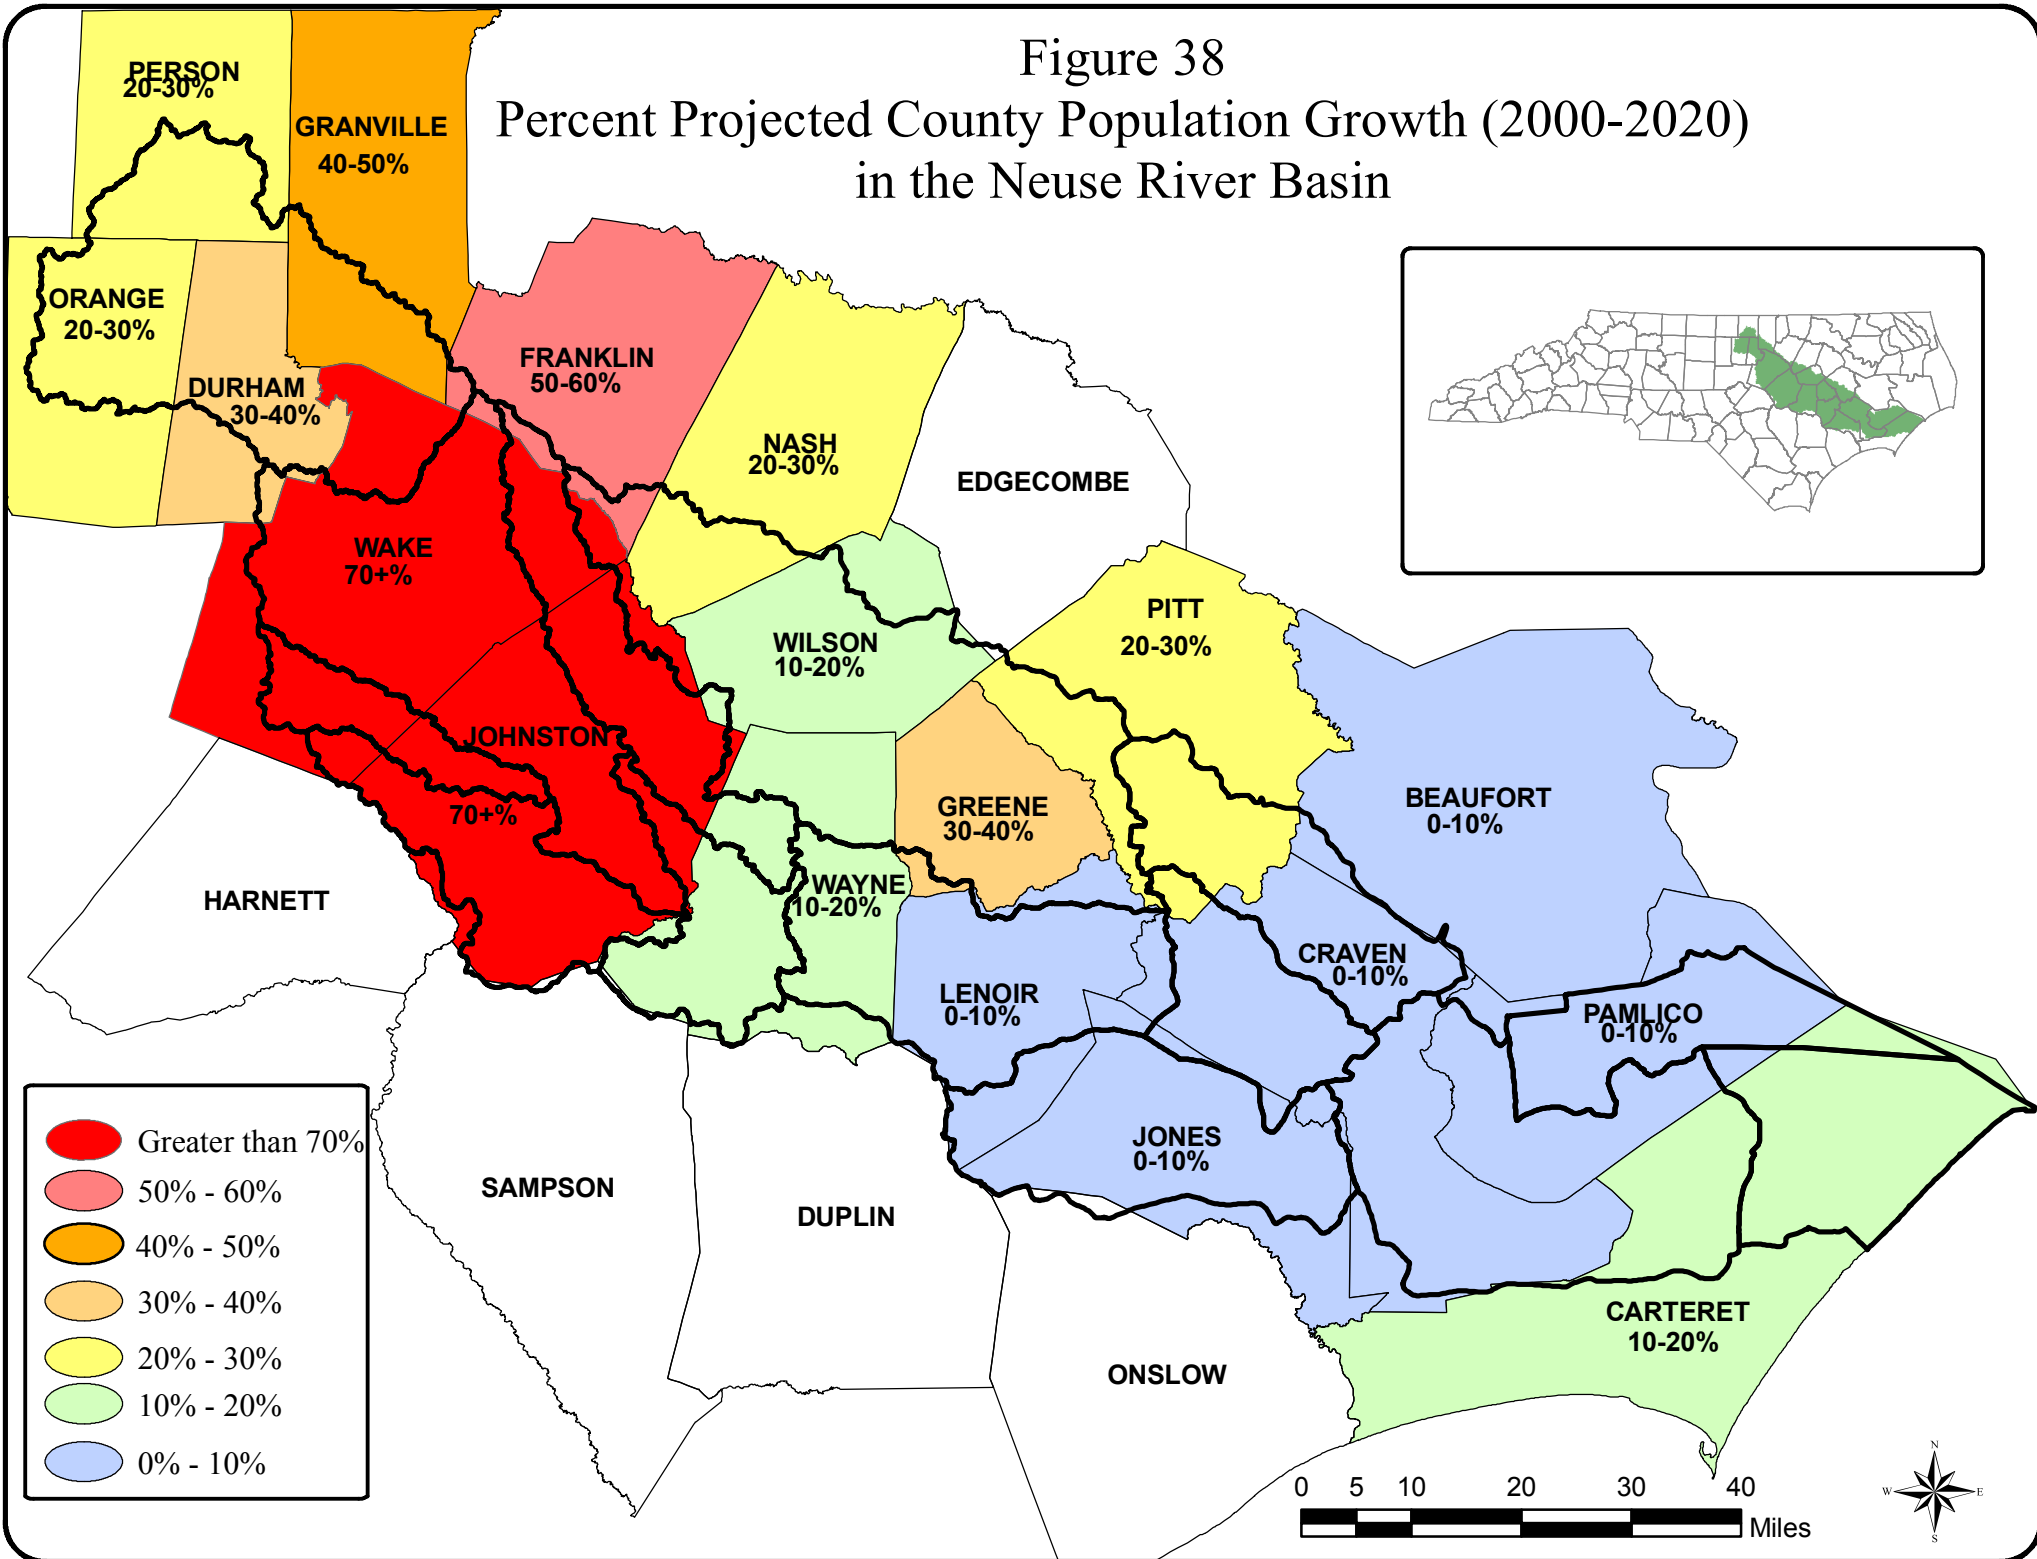 Figure 38
Percent Projected County Population Growth (2000-2020)
in the Neuse River Basin
PERSON
20-30%
GRANVILLE
40-50%
ORANGE
20-30%
DURHAM
30-40%
FRANKLIN
50-60%
NASH
20-30%
EDGECOMBE
WAKE
70+%
WILSON
10-20%
PITT
20-30%
JOHNSTON
70+%
GREENE
30-40%
BEAUFORT
0-10%
HARNETT
WAYNE
10-20%
LENOIR
0-10%
CRAVEN
0-10%
PAMLICO
0-10%
JONES
0-10%
SAMPSON
DUPLIN
ONSLOW
CARTERET
10-20%
Greater than 70%
50% - 60%
40% - 50%
30% - 40%
20% - 30%
10% - 20%
0% - 10%
0 5 10 20 30 40
Miles
N
W E
S